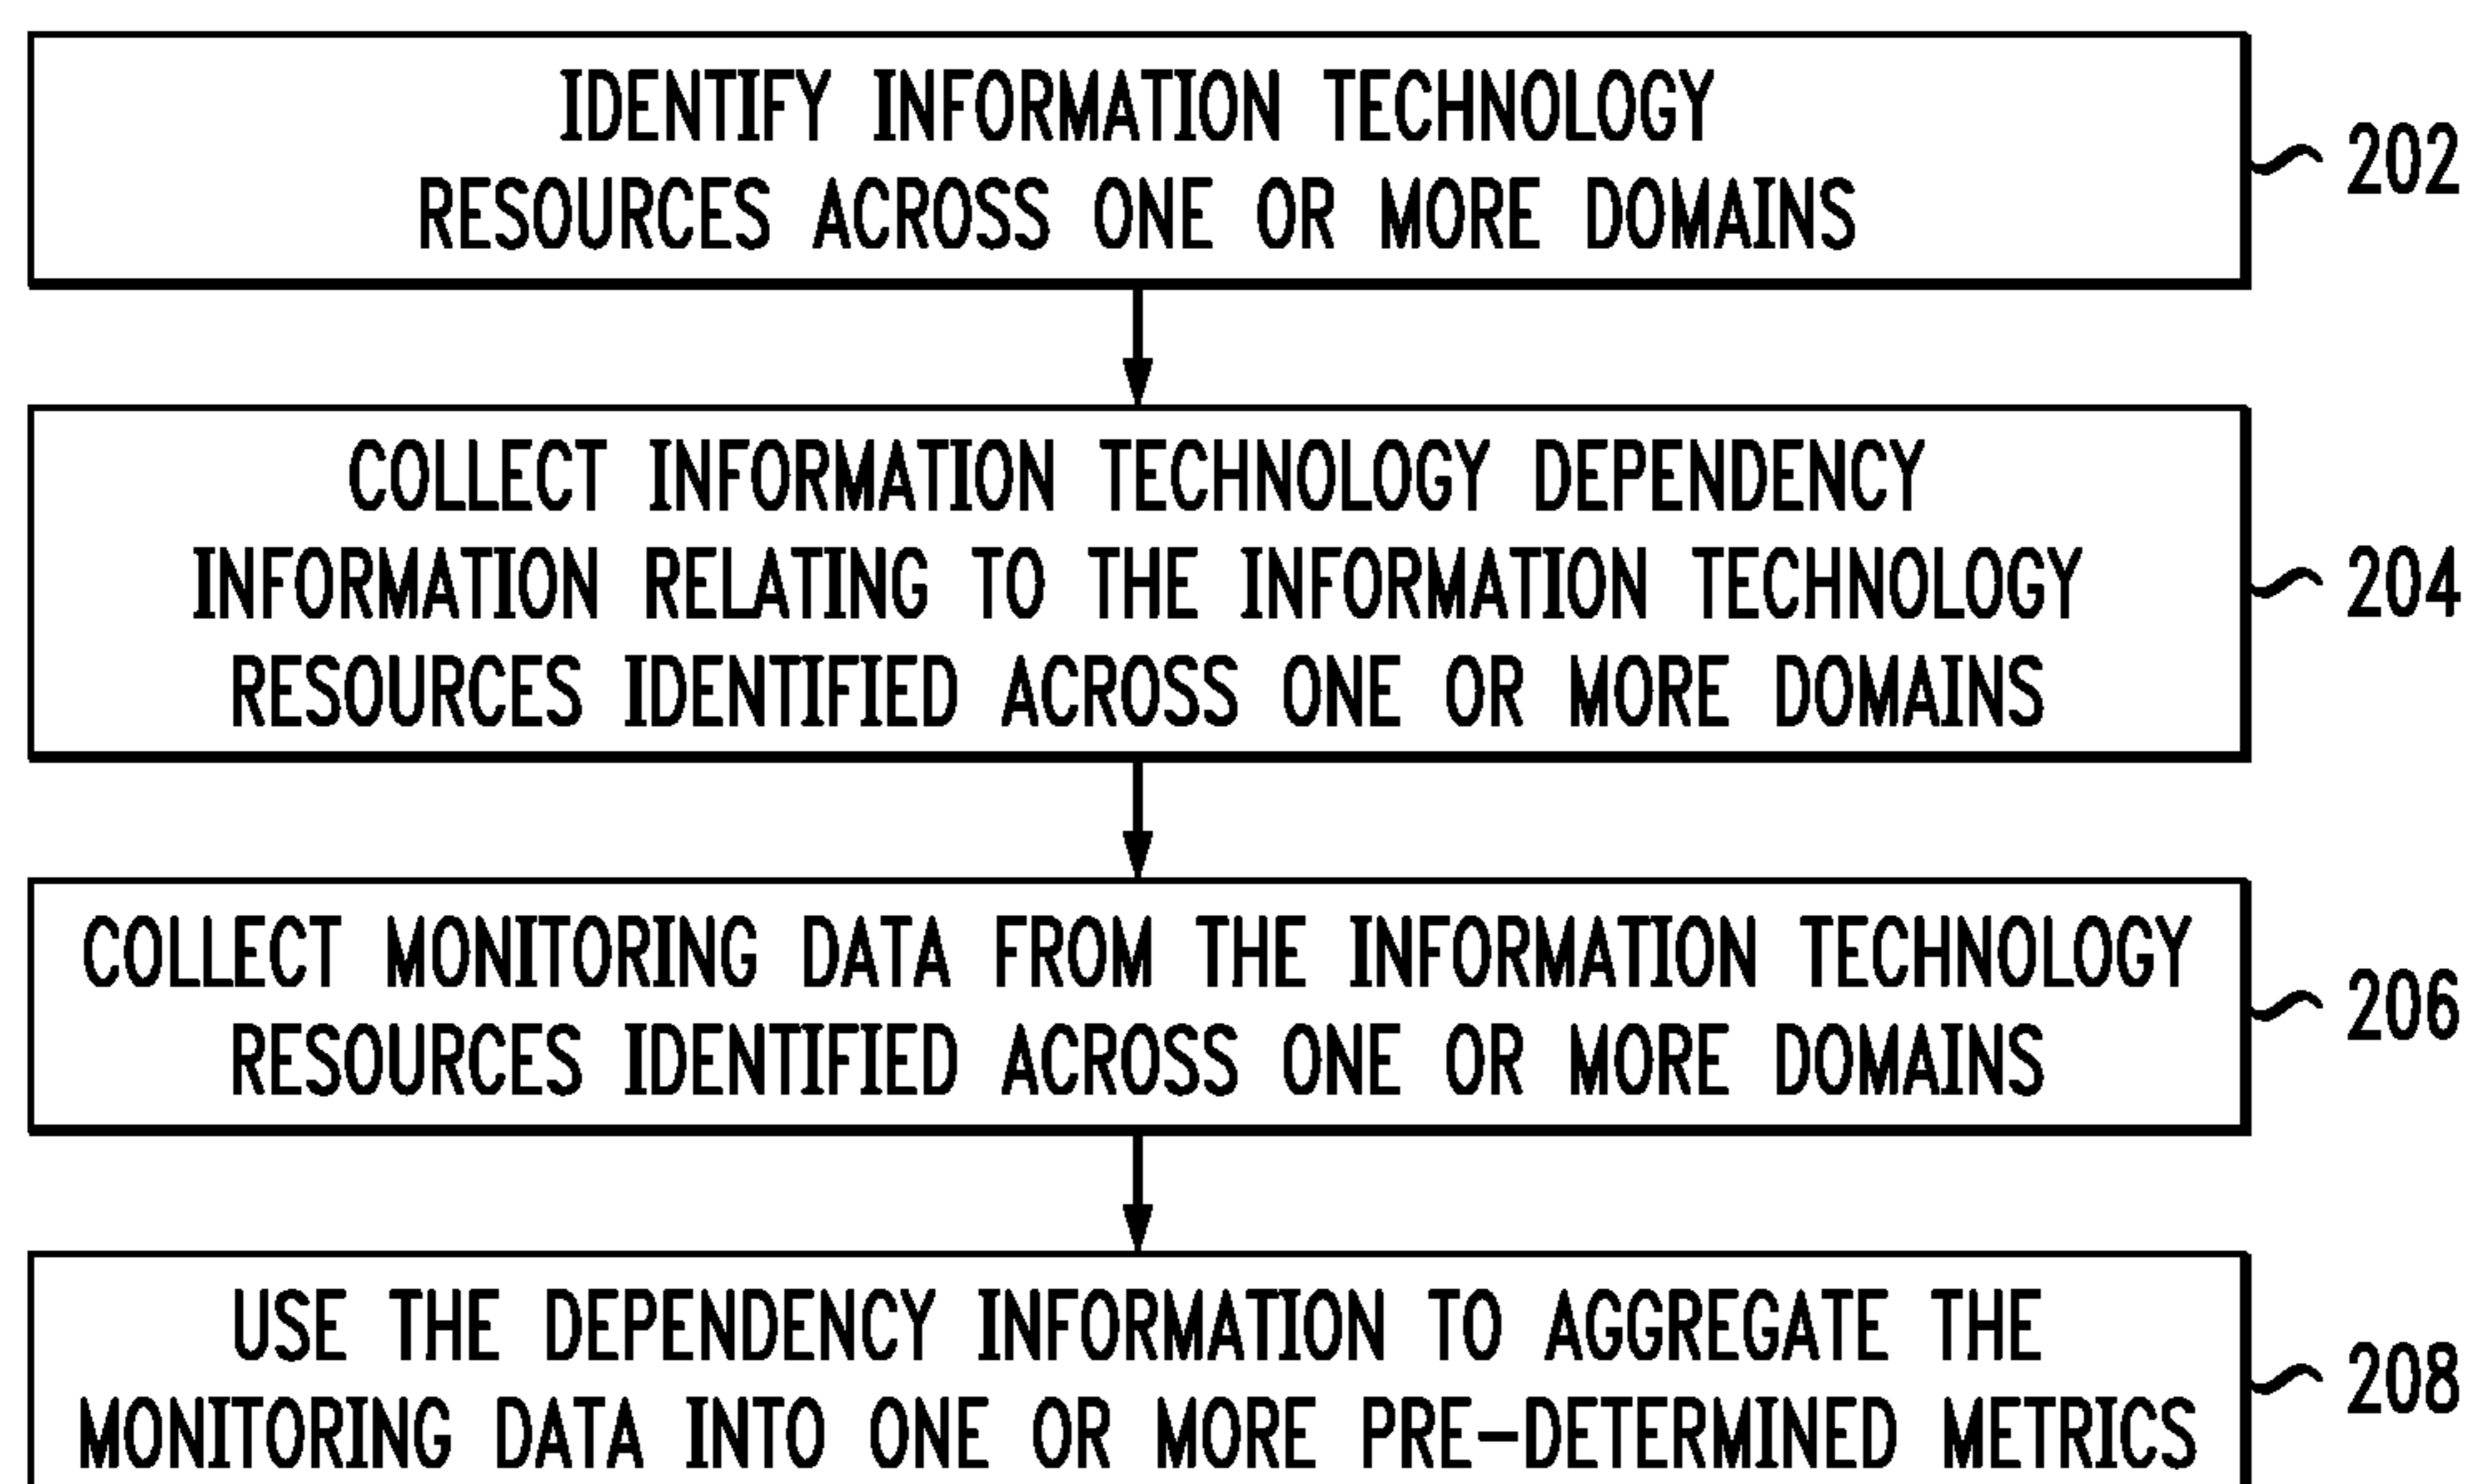 IDENTIFY INFORMATION TECHNOLOGY
RESOURCES ACROSS ONE OR MORE DOMAINS
202
COLLECT INFORMATION TECHNOLOGY DEPENDENCY
INFORMATION RELATING TO THE INFORMATION TECHNOLOGY
RESOURCES IDENTIFIED ACROSS ONE OR MORE DOMAINS
204
COLLECT MONITORING DATA FROM THE INFORMATION TECHNOLOGY
RESOURCES IDENTIFIED ACROSS ONE OR MORE DOMAINS
206
USE THE DEPENDENCY INFORMATION TO AGGREGATE THE
MONITORING DATA INTO ONE OR MORE PRE-DETERMINED METRICS
208